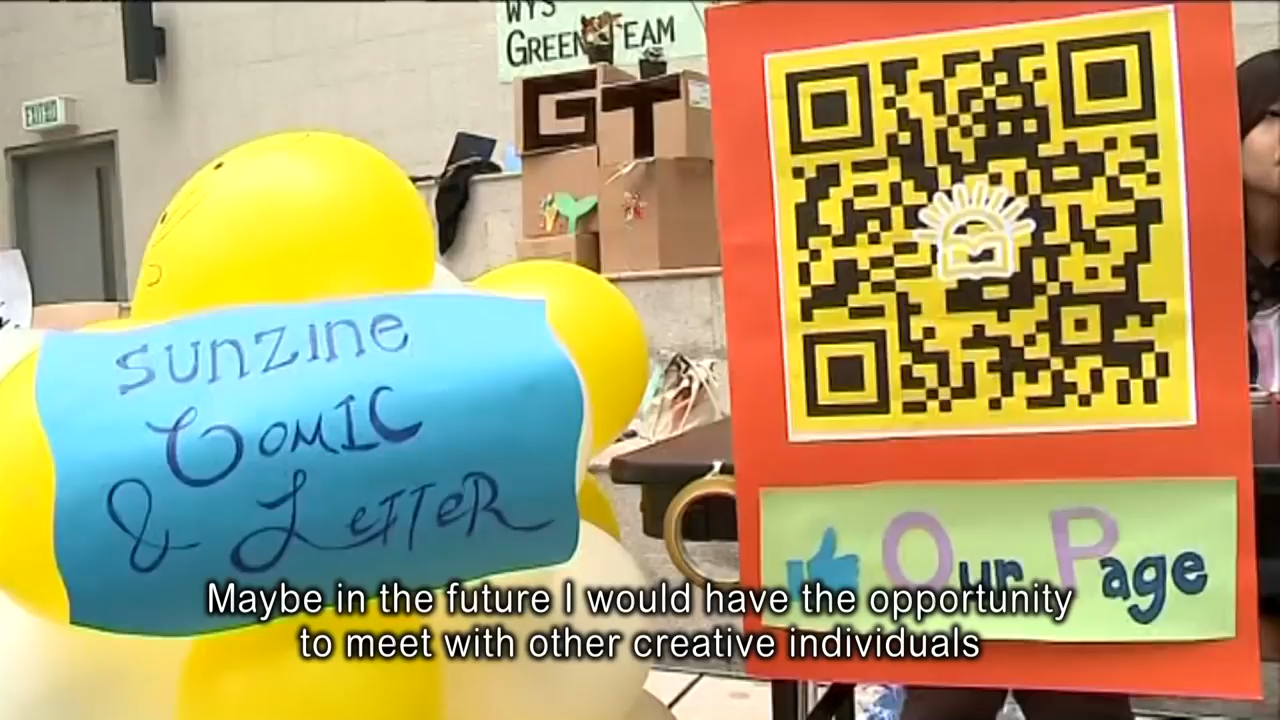 WYS
GREEN TEAM
GT
EXIT
SUNZINE
COMIC
& LETTER
OUR PAGE
Maybe in the future I would have the opportunity
to meet with other creative individuals